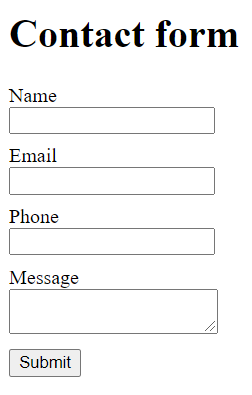 Contact form
Name
Email
Phone
Message
Submit